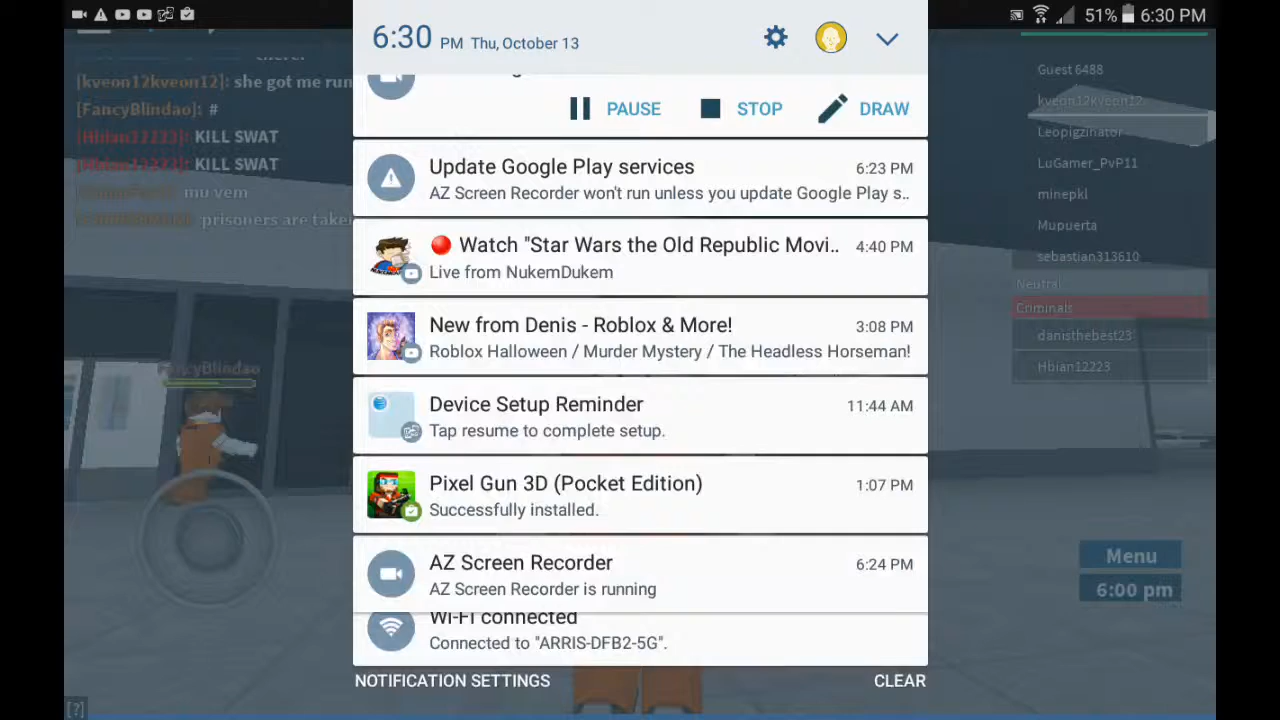 51% 6:30 PM
6:30 PM Thu, October 13
PAUSE STOP DRAW
Update Google Play services 6:23 PM
AZ Screen Recorder won't run unless you update Google Play s..
Watch "Star Wars the Old Republic Movi.. 4:40 PM
Live from NukemDukem
New from Denis - Roblox & More! 3:08 PM
Roblox Halloween / Murder Mystery / The Headless Horseman!
Device Setup Reminder 11:44 AM
Tap resume to complete setup.
Pixel Gun 3D (Pocket Edition) 1:07 PM
Successfully installed.
AZ Screen Recorder 6:24 PM
AZ Screen Recorder is running
Wi-Fi connected
Connected to "ARRIS-DFB2-5G".
NOTIFICATION SETTINGS CLEAR
[kveon12kveon12]: she got me run
[FancyBlindao]: #
[Hbian12223]: KILL SWAT
[Hbian12223]: KILL SWAT
mu vem
prisoners are take
FancyBlindao
[?]
Guest 6488
kveon12kveon12
Leopigzinator
LuGamer_PvP11
minepkl
Mupuerta
sebastian313610
Neutral
Criminals
danisthebest23
Hbian12223
Menu
6:00 pm